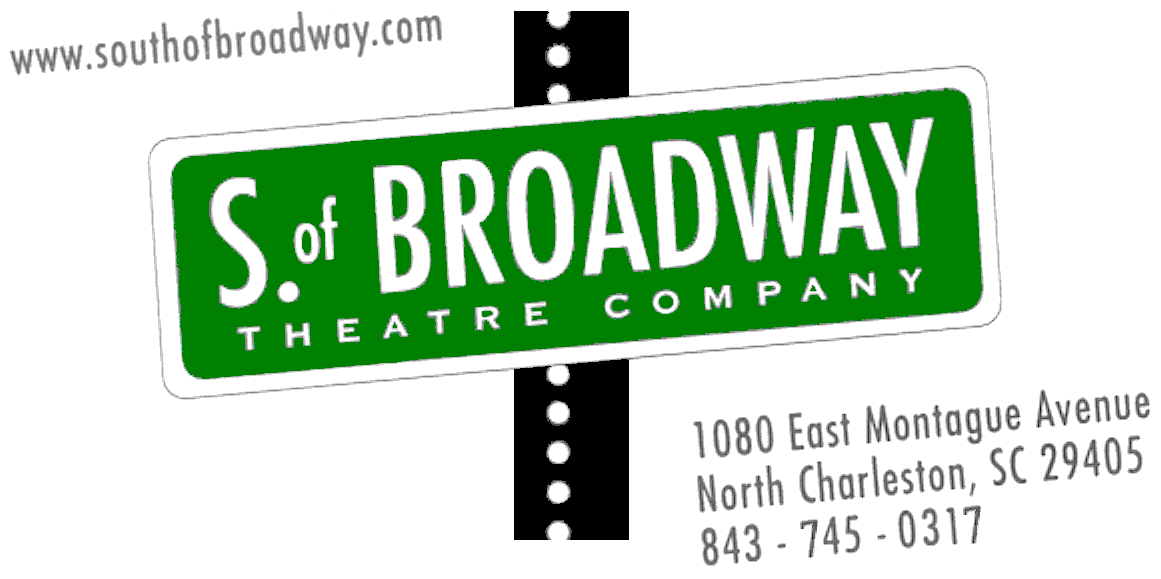 www.southofbroadway.com
S. of BROADWAY
THEATRE COMPANY
1080 East Montague Avenue
North Charleston, SC 29405
843 - 745 - 0317